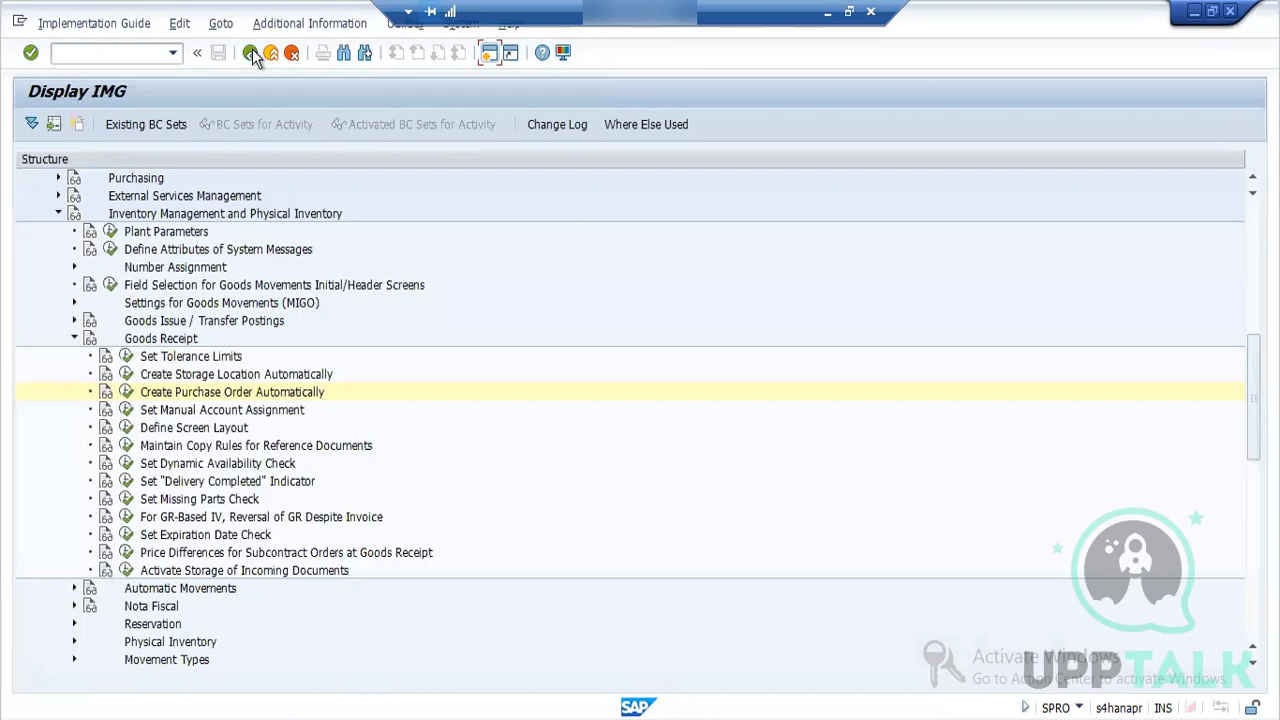 Implementation Guide Edit Goto Additional Information System Help
Display IMG
Existing BC Sets BC Sets for Activity Activated BC Sets for Activity Change Log Where Else Used
Structure
Purchasing
External Services Management
Inventory Management and Physical Inventory
Plant Parameters
Define Attributes of System Messages
Number Assignment
Field Selection for Goods Movements Initial/Header Screens
Settings for Goods Movements (MIGO)
Goods Issue / Transfer Postings
Goods Receipt
Set Tolerance Limits
Create Storage Location Automatically
Create Purchase Order Automatically
Set Manual Account Assignment
Define Screen Layout
Maintain Copy Rules for Reference Documents
Set Dynamic Availability Check
Set "Delivery Completed" Indicator
Set Missing Parts Check
For GR-Based IV, Reversal of GR Despite Invoice
Set Expiration Date Check
Price Differences for Subcontract Orders at Goods Receipt
Activate Storage of Incoming Documents
Automatic Movements
Nota Fiscal
Reservation
Physical Inventory
Movement Types
Activate Windows
Go to Action Center to activate Windows.
UPPTALK
SAP
SPRO s4hanapr INS